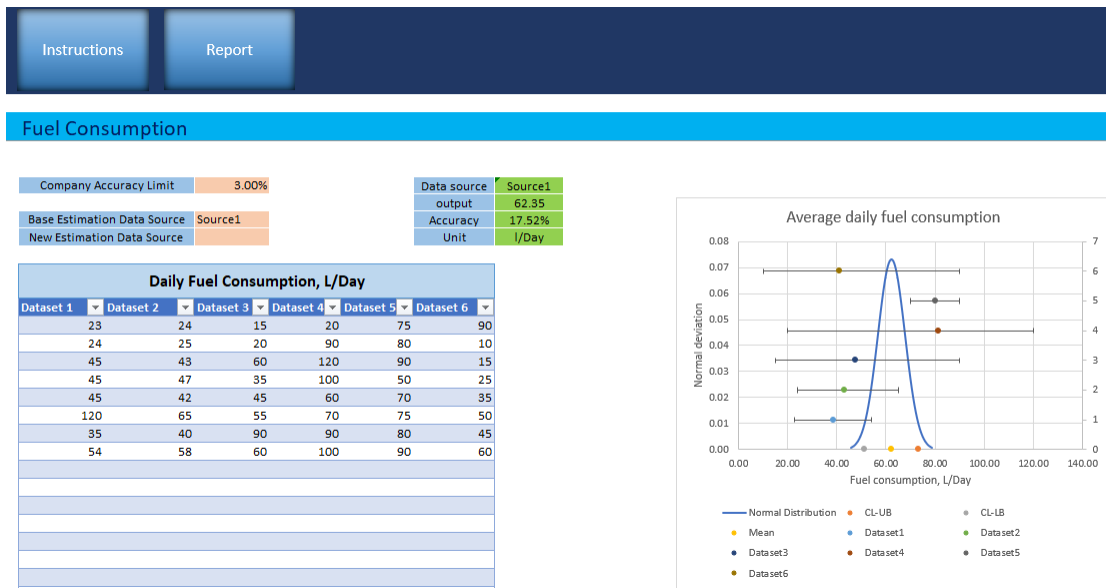 Instructions Report
Fuel Consumption
Company Accuracy Limit 3.00%
Base Estimation Data Source Source1
New Estimation Data Source
Data source Source1
output 62.35
Accuracy 17.52%
Unit l/Day
Daily Fuel Consumption, L/Day
Dataset 1 Dataset 2 Dataset 3 Dataset 4 Dataset 5 Dataset 6
23 24 15 20 75 90
24 25 20 90 80 10
45 43 60 120 90 15
45 47 35 100 50 25
45 42 45 60 70 35
120 65 55 70 75 50
35 40 90 90 80 45
54 58 60 100 90 60
Average daily fuel consumption
Normal deviation
0.08 7
0.07 6
0.06 5
0.05
0.04 4
0.03 3
0.02 2
0.01 1
0.00 0
0.00 20.00 40.00 60.00 80.00 100.00 120.00 140.00
Fuel consumption, L/Day
Normal Distribution CL-UB CL-LB
Mean Dataset1 Dataset2
Dataset3 Dataset4 Dataset5
Dataset6